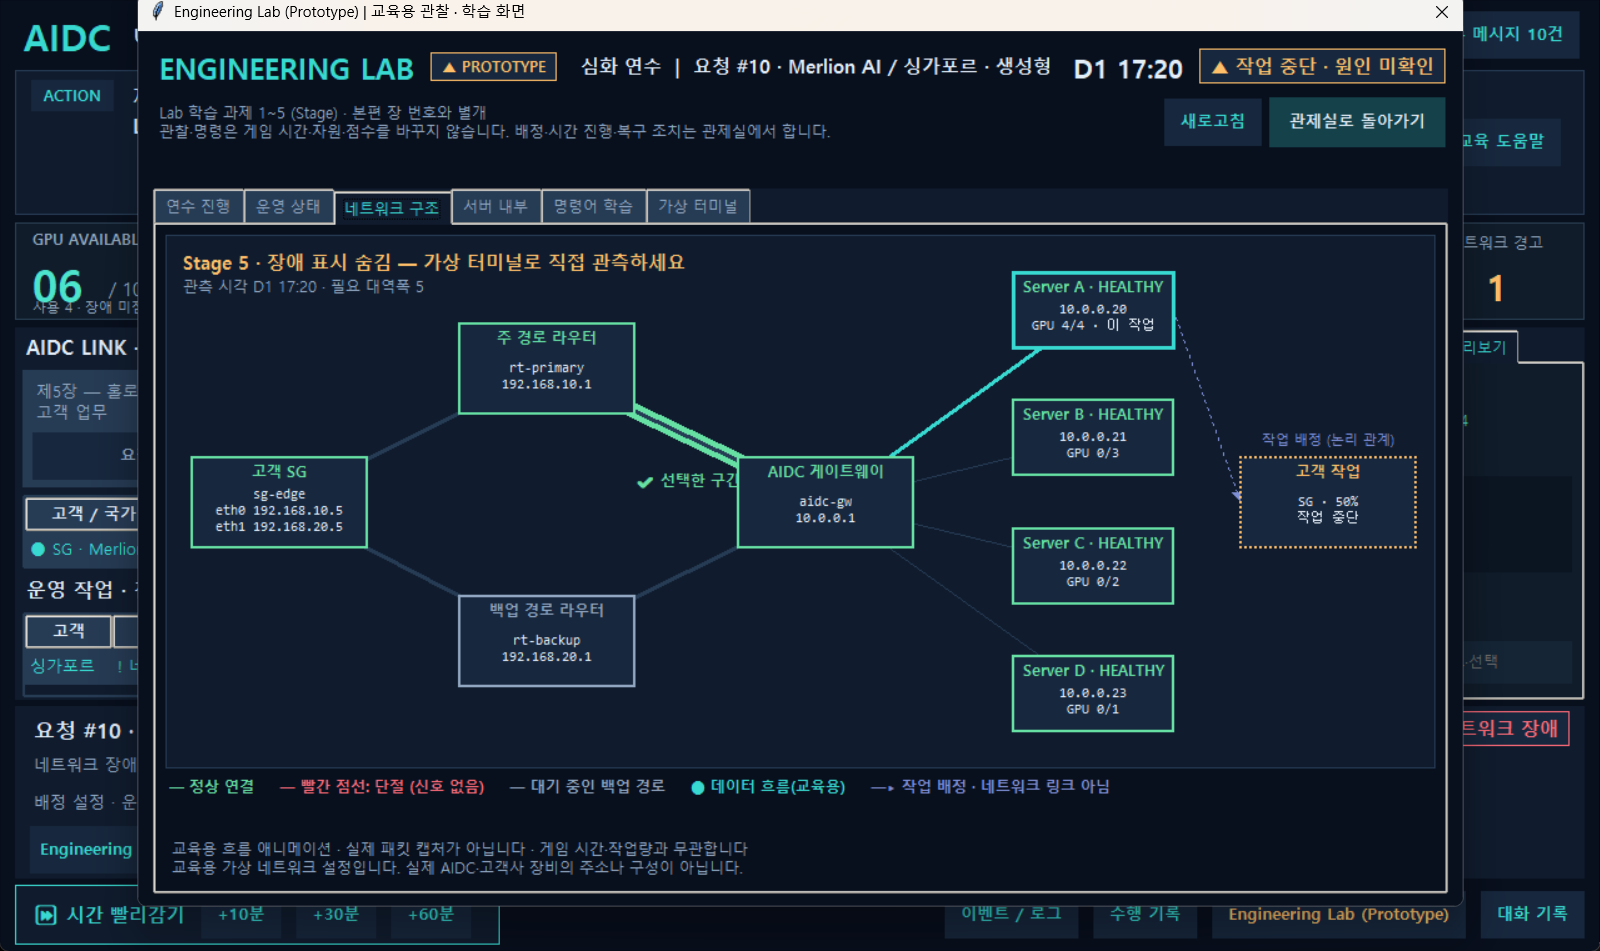 Engineering Lab (Prototype) | 교육용 관찰 · 학습 화면
AIDC
메시지 10건
ENGINEERING LAB
▲ PROTOTYPE
심화 연수 | 요청 #10 · Merlion AI / 싱가포르 · 생성형
D1 17:20
▲ 작업 중단 · 원인 미확인
ACTION
Lab 학습 과제 1~5 (Stage) · 본편 장 번호와 별개
관찰·명령은 게임 시간·자원·점수를 바꾸지 않습니다. 배정·시간 진행·복구 조치는 관제실에서 합니다.
새로고침
관제실로 돌아가기
교육 도움말
연수 진행
운영 상태
네트워크 구조
서버 내부
명령어 학습
가상 터미널
GPU AVAILABL
06
/ 10
사용 4 · 장애 미점
트워크 경고
1
Stage 5 · 장애 표시 숨김 — 가상 터미널로 직접 관측하세요
관측 시각 D1 17:20 · 필요 대역폭 5
Server A · HEALTHY
10.0.0.20
GPU 4/4 · 이 작업
주 경로 라우터
rt-primary
192.168.10.1
AIDC LINK ·
리보기
제5장 — 홀로
고객 업무
요
Server B · HEALTHY
10.0.0.21
GPU 0/3
작업 배정 (논리 관계)
고객 SG
sg-edge
eth0 192.168.10.5
eth1 192.168.20.5
✔ 선택한 구간
AIDC 게이트웨이
aidc-gw
10.0.0.1
고객 작업
SG · 50%
작업 중단
고객 / 국가
SG · Merlio
Server C · HEALTHY
10.0.0.22
GPU 0/2
운영 작업 ·
고객
싱가포르
! 너
백업 경로 라우터
rt-backup
192.168.20.1
Server D · HEALTHY
10.0.0.23
GPU 0/1
선택
요청 #10 ·
네트워크 장애
배정 설정 · 운
트워크 장애
— 정상 연결
— 빨간 점선: 단절 (신호 없음)
— 대기 중인 백업 경로
● 데이터 흐름(교육용)
—▸ 작업 배정 · 네트워크 링크 아님
Engineering
교육용 흐름 애니메이션 · 실제 패킷 캡처가 아닙니다 · 게임 시간·작업량과 무관합니다
교육용 가상 네트워크 설정입니다. 실제 AIDC·고객사 장비의 주소나 구성이 아닙니다.
시간 빨리감기
+10분
+30분
+60분
이벤트 / 로그
수행 기록
Engineering Lab (Prototype)
대화 기록